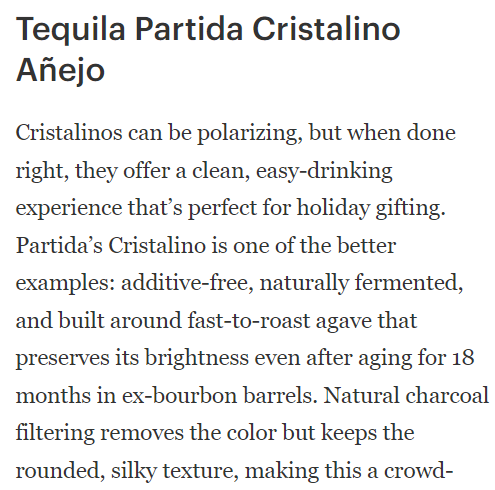 Tequila Partida Cristalino
Añejo
Cristalinos can be polarizing, but when done
right, they offer a clean, easy-drinking
experience that’s perfect for holiday gifting.
Partida’s Cristalino is one of the better
examples: additive-free, naturally fermented,
and built around fast-to-roast agave that
preserves its brightness even after aging for 18
months in ex-bourbon barrels. Natural charcoal
filtering removes the color but keeps the
rounded, silky texture, making this a crowd-